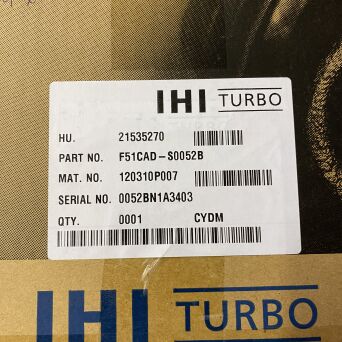 IHI TURBO
HU. 21535270
PART NO. F51CAD-S0052B
MAT. NO. 120310P007
SERIAL NO. 0052BN1A3403
QTY. 0001 CYDM
IHI TURBO